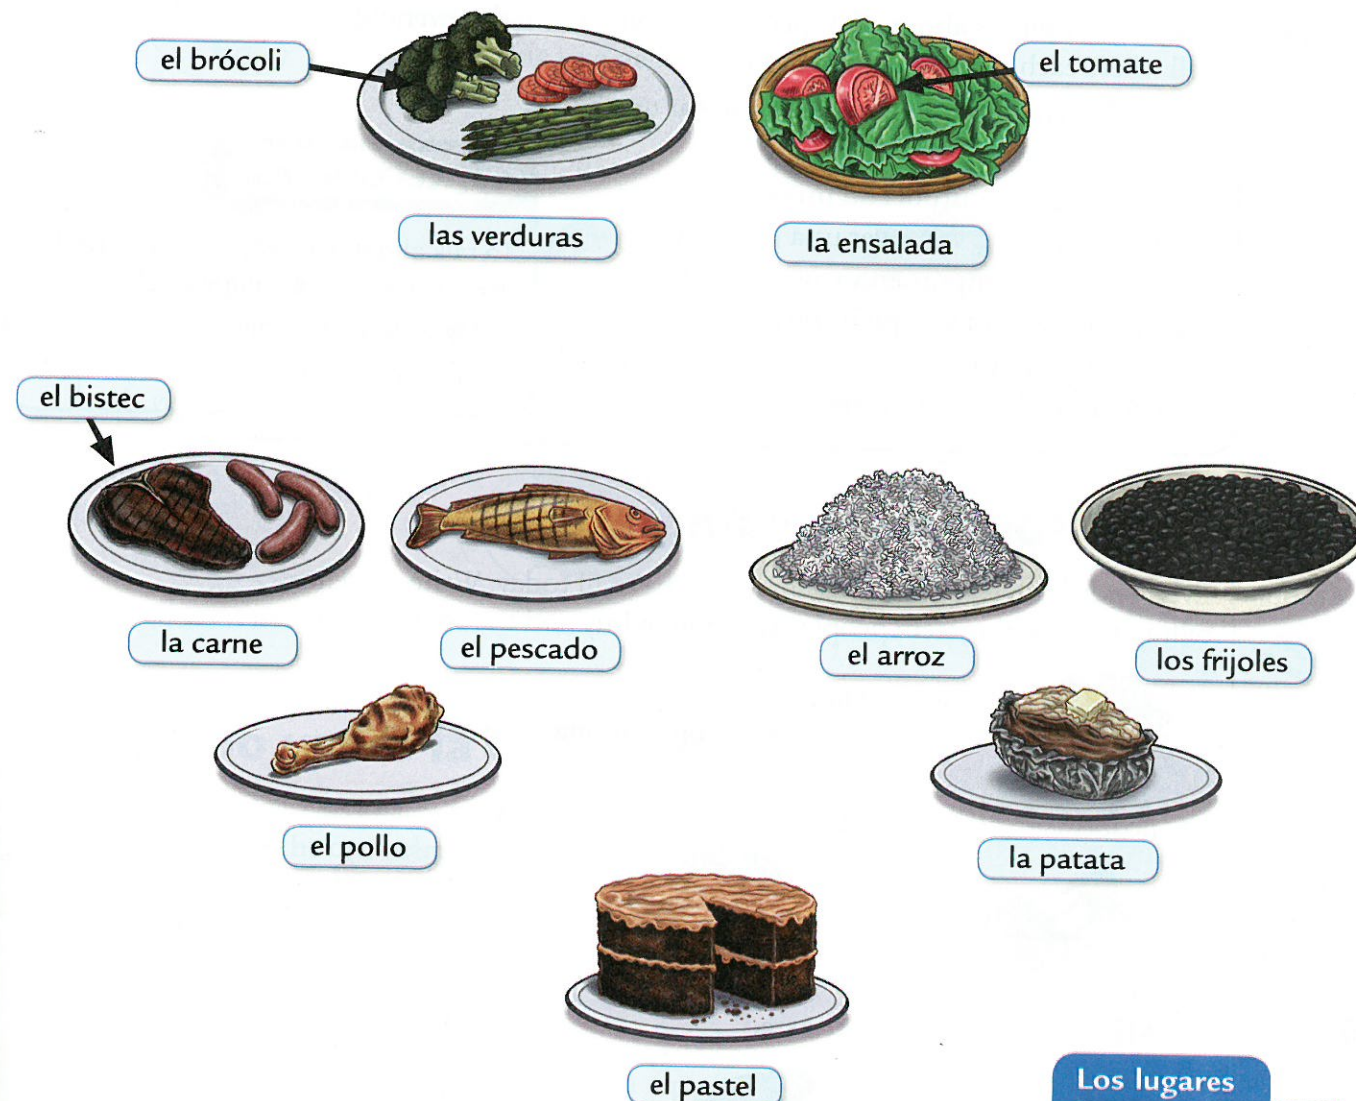 el brócoli
el tomate
las verduras
la ensalada
el bistec
la carne
el pescado
el arroz
los frijoles
el pollo
la patata
el pastel
Los lugares